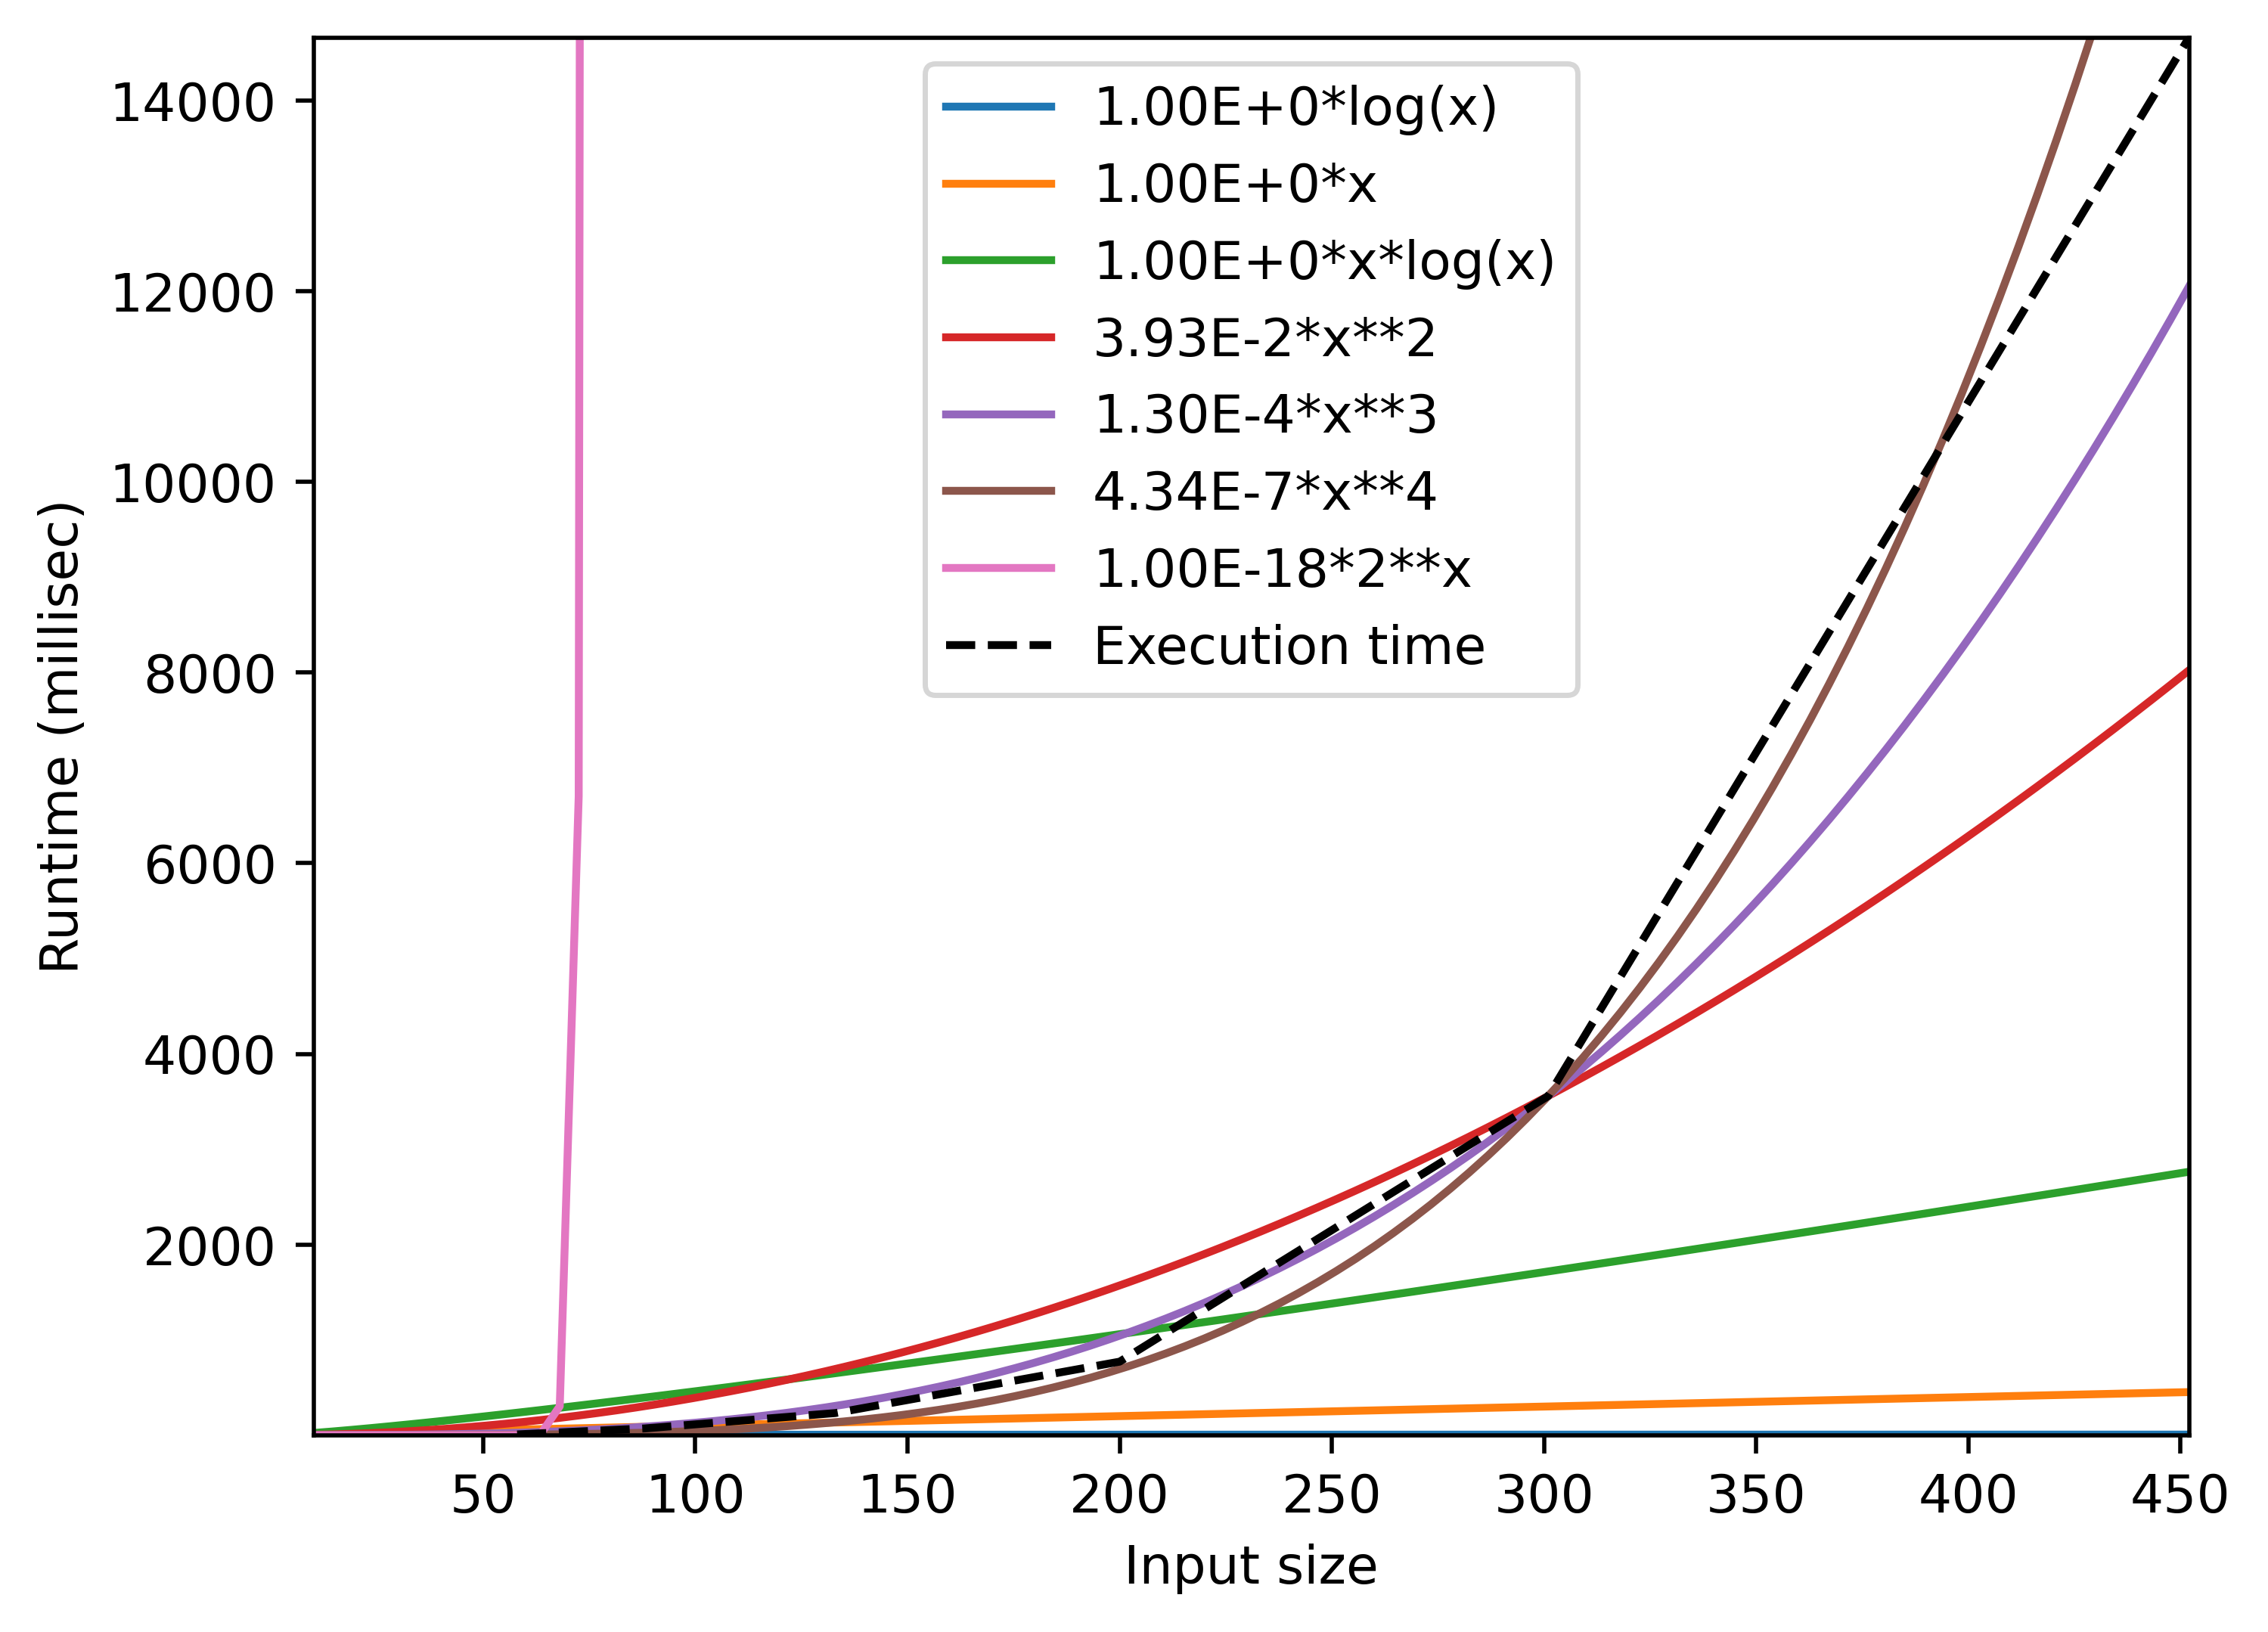 14000
12000
10000
8000
6000
4000
2000
Runtime (millisec)
1.00E+0*log(x)
1.00E+0*x
1.00E+0*x*log(x)
3.93E-2*x**2
1.30E-4*x**3
4.34E-7*x**4
1.00E-18*2**x
Execution time
50 100 150 200 250 300 350 400 450
Input size